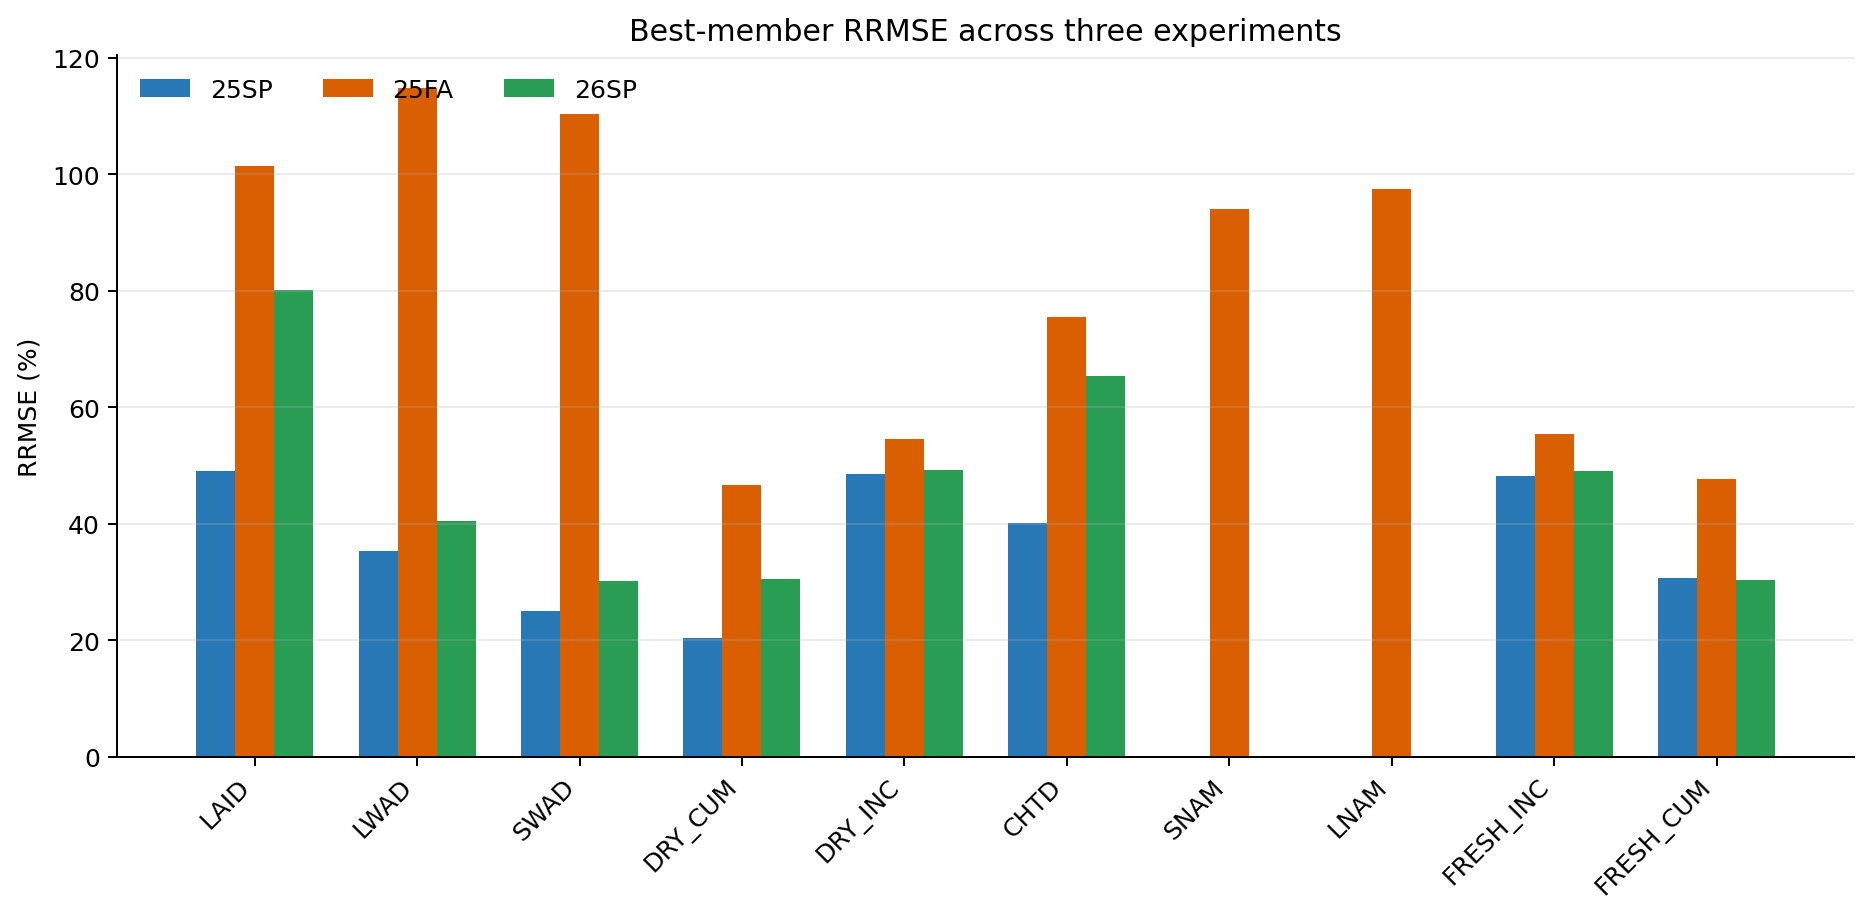 Best-member RRMSE across three experiments
120
25SP 25FA 26SP
100
80
60
40
20
0
RRMSE (%)
LAID LWAD SWAD DRY_CUM DRY_INC CHTD SNAM LNAM FRESH_INC FRESH_CUM